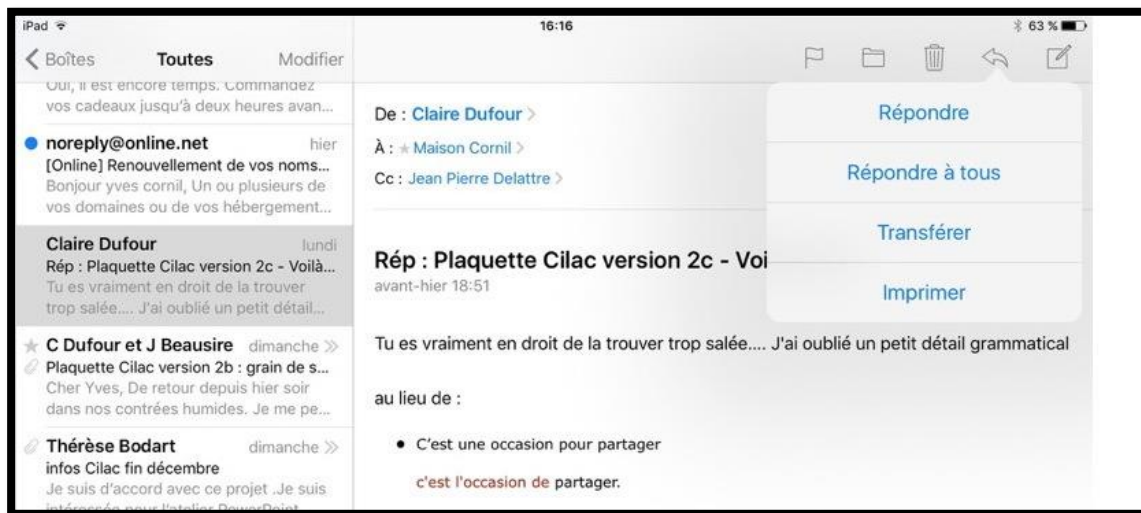 iPad 16:16 63 %
Boîtes Toutes Modifier
Oui, il est encore temps. Commandez
vos cadeaux jusqu'à deux heures avan...
noreply@online.net hier
[Online] Renouvellement de vos noms...
Bonjour yves cornil, Un ou plusieurs de
vos domaines ou de vos hébergement...
Claire Dufour lundi
Rép : Plaquette Cilac version 2c - Voilà...
Tu es vraiment en droit de la trouver
trop salée.... J'ai oublié un petit détail...
C Dufour et J Beausire dimanche
Plaquette Cilac version 2b : grain de s...
Cher Yves, De retour depuis hier soir
dans nos contrées humides. Je me pe...
Thérèse Bodart dimanche
infos Cilac fin décembre
Je suis d'accord avec ce projet .Je suis
intéressée pour l'atelier PowerPoint
De : Claire Dufour
À : Maison Cornil
Cc : Jean Pierre Delattre
Rép : Plaquette Cilac version 2c - Voi
avant-hier 18:51
Tu es vraiment en droit de la trouver trop salée.... J'ai oublié un petit détail grammatical
au lieu de :
• C'est une occasion pour partager
c'est l'occasion de partager.
Répondre
Répondre à tous
Transférer
Imprimer